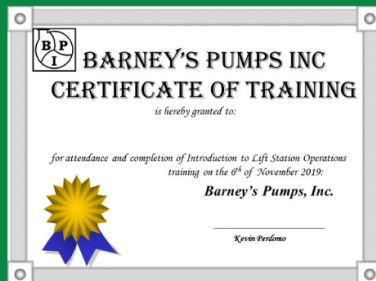 B P
I
BARNEY'S PUMPS INC
CERTIFICATE OF TRAINING
is hereby granted to:
for attendance and completion of Introduction to Lift Station Operations
training on the 6th of November 2019:
Barney's Pumps, Inc.
Kevin Perdomo